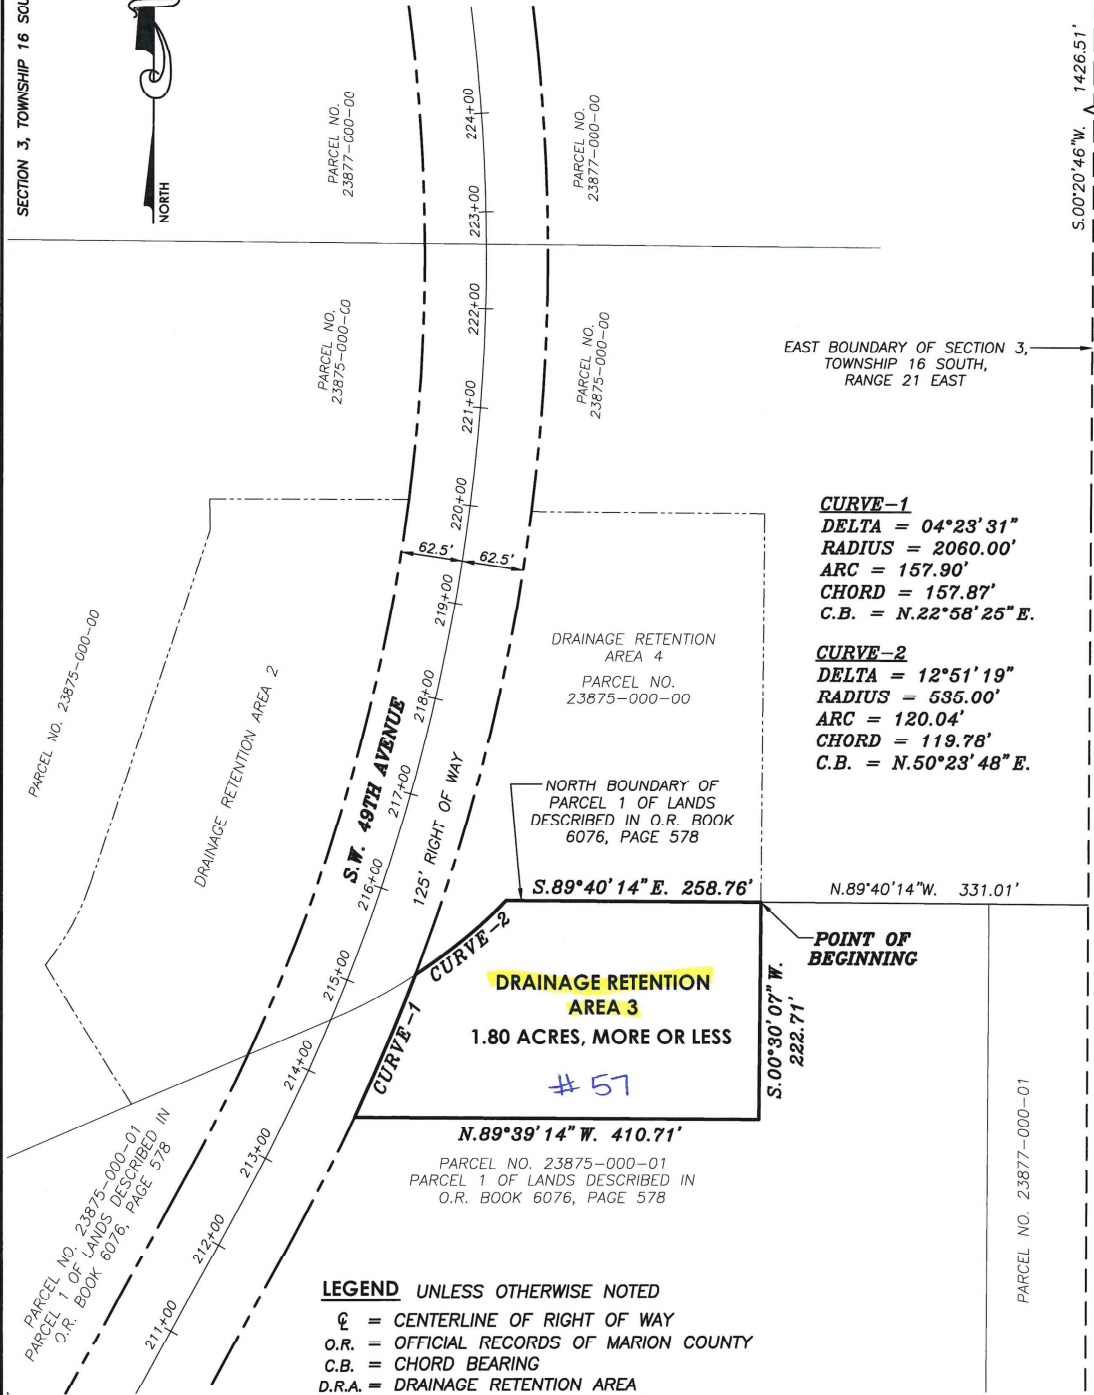 SECTION 3, TOWNSHIP 16 SOU
NORTH
PARCEL NO.
23877-000-00
PARCEL NO.
23877-000-00
224+00
223+00
222+00
221+00
220+00
219+00
218+00
217+00
216+00
215+00
214+00
213+00
212+00
211+00
S.00°20'46"W. 1426.51'
PARCEL NO.
23875-000-00
PARCEL NO.
23875-000-00
EAST BOUNDARY OF SECTION 3,
TOWNSHIP 16 SOUTH,
RANGE 21 EAST
CURVE-1
DELTA = 04°23'31"
RADIUS = 2060.00'
ARC = 157.90'
CHORD = 157.87'
C.B. = N.22°58'25"E.
CURVE-2
DELTA = 12°51'19"
RADIUS = 535.00'
ARC = 120.04'
CHORD = 119.78'
C.B. = N.50°23'48"E.
62.5' 62.5'
PARCEL NO. 23875-000-00
DRAINAGE RETENTION AREA 2
S.W. 49TH AVENUE
125' RIGHT OF WAY
DRAINAGE RETENTION
AREA 4
PARCEL NO.
23875-000-00
NORTH BOUNDARY OF
PARCEL 1 OF LANDS
DESCRIBED IN O.R. BOOK
6076, PAGE 578
S.89°40'14"E. 258.76'
N.89°40'14"W. 331.01'
POINT OF
BEGINNING
CURVE-2
CURVE-1
DRAINAGE RETENTION
AREA 3
1.80 ACRES, MORE OR LESS
# 57
S.00°30'07"W.
222.71'
N.89°39'14"W. 410.71'
PARCEL NO. 23875-000-01
PARCEL 1 OF LANDS DESCRIBED IN
O.R. BOOK 6076, PAGE 578
PARCEL NO. 23875-000-01
PARCEL 1 OF LANDS DESCRIBED IN
O.R. BOOK 6076, PAGE 578
PARCEL NO. 23877-000-01
LEGEND UNLESS OTHERWISE NOTED
℄ = CENTERLINE OF RIGHT OF WAY
O.R. = OFFICIAL RECORDS OF MARION COUNTY
C.B. = CHORD BEARING
D.R.A. = DRAINAGE RETENTION AREA